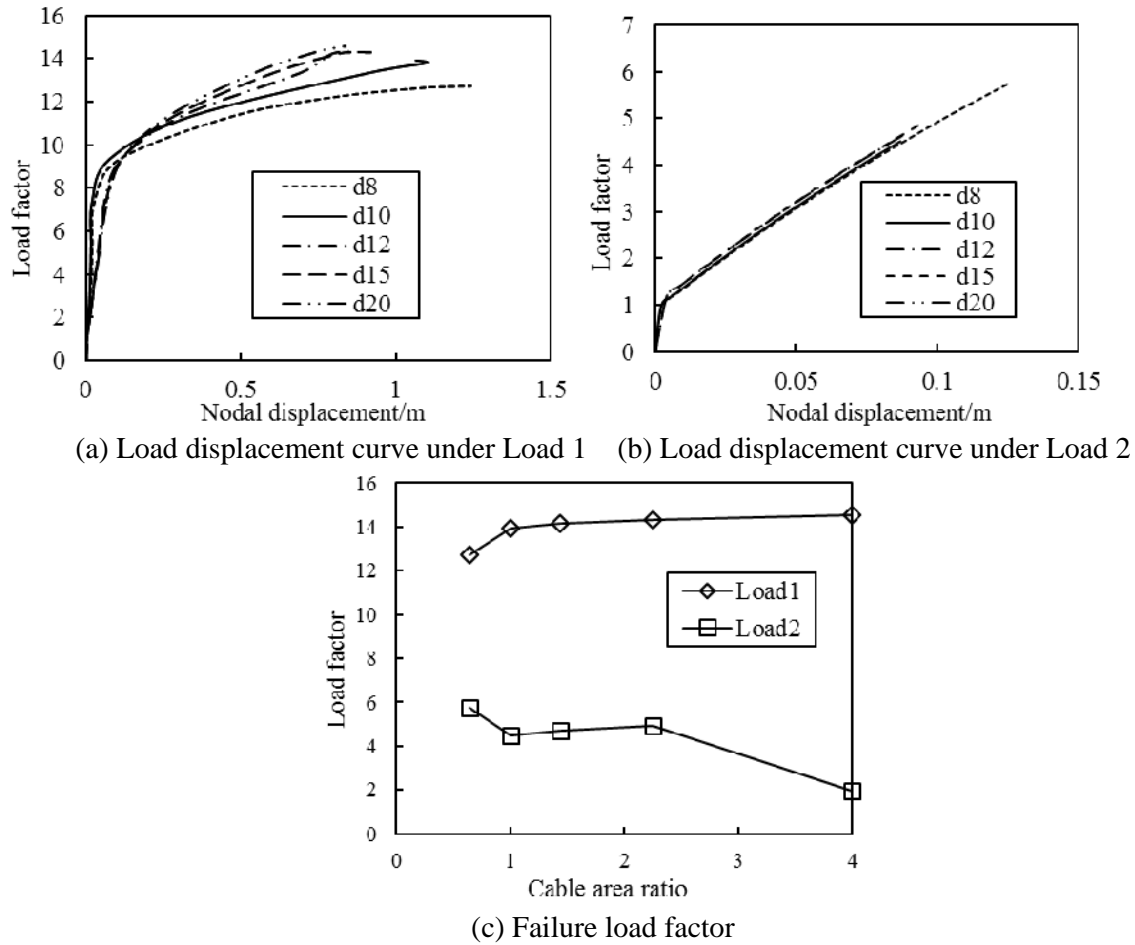 16
14
12
10
8
6
4
2
0
Load factor
d8
d10
d12
d15
d20
0 0.5 1 1.5
Nodal displacement/m
(a) Load displacement curve under Load 1
7
6
5
4
3
2
1
0
Load factor
d8
d10
d12
d15
d20
0 0.05 0.1 0.15
Nodal displacement/m
(b) Load displacement curve under Load 2
16
14
12
10
8
6
4
2
0
Load factor
Load1
Load2
0 1 2 3 4
Cable area ratio
(c) Failure load factor